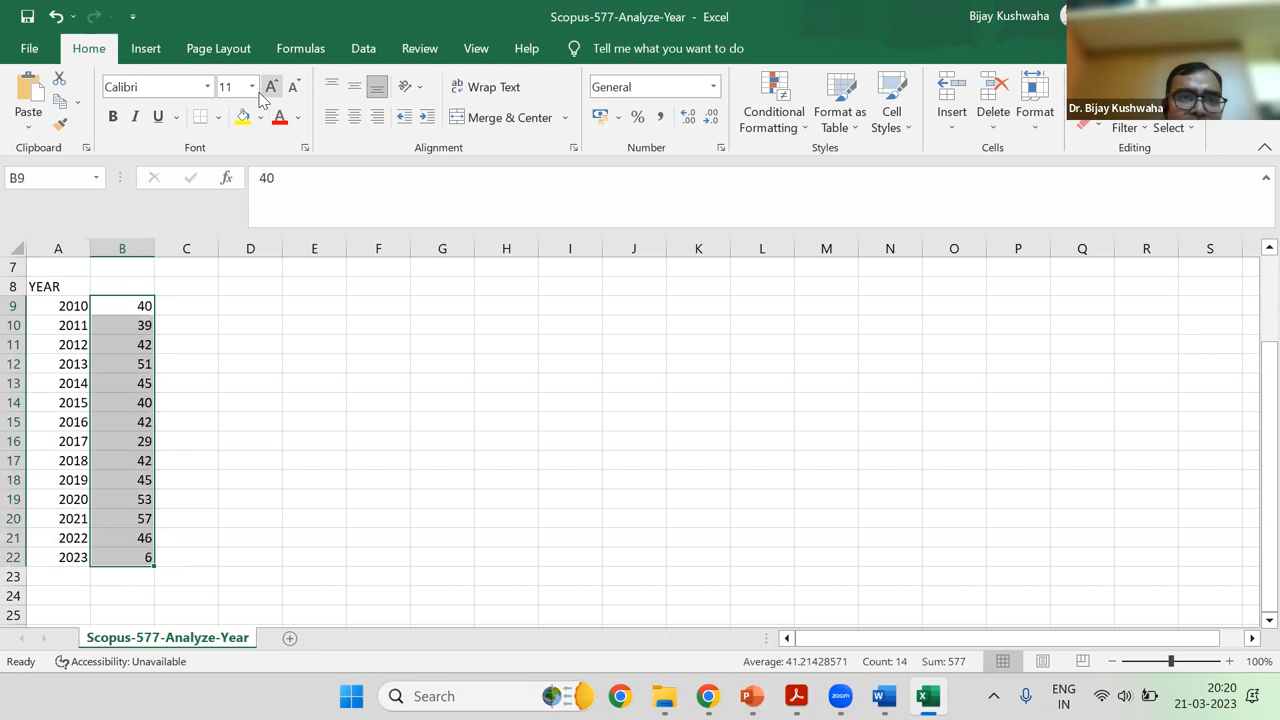 Scopus-577-Analyze-Year - Excel
Bijay Kushwaha
File Home Insert Page Layout Formulas Data Review View Help Tell me what you want to do
Dr. Bijay Kushwaha
Calibri 11 A A
Wrap Text
General
Paste
B I U A
Merge & Center
% ,
Conditional Formatting
Format as Table
Cell Styles
Insert Delete Format
Filter Select
Clipboard Font Alignment Number Styles Cells Editing
B9 fx 40
A B C D E F G H I J K L M N O P Q R S
7
8 YEAR
9 2010 40
10 2011 39
11 2012 42
12 2013 51
13 2014 45
14 2015 40
15 2016 42
16 2017 29
17 2018 42
18 2019 45
19 2020 53
20 2021 57
21 2022 46
22 2023 6
23
24
25
Scopus-577-Analyze-Year
Ready Accessibility: Unavailable Average: 41.21428571 Count: 14 Sum: 577 100%
Search
zoom
ENG
IN
20:20
21-03-2023